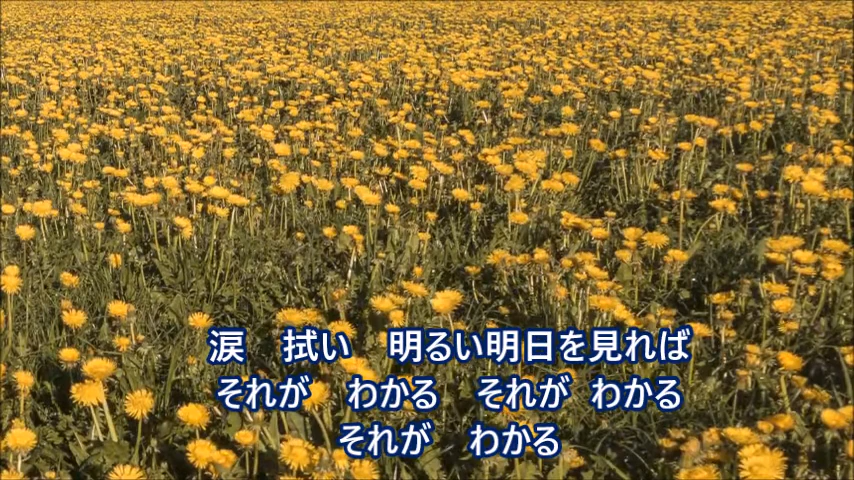 涙　拭い　明るい明日を見れば
それが　わかる　それが　わかる
それが　わかる